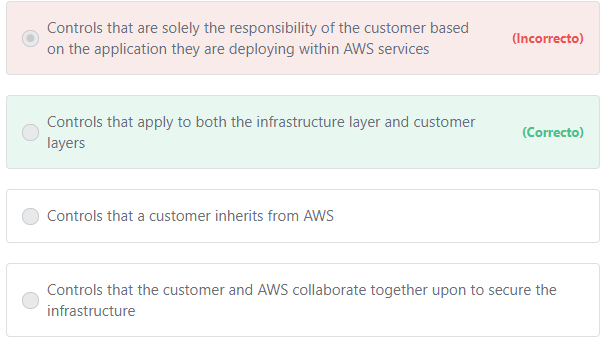 Controls that are solely the responsibility of the customer based
on the application they are deploying within AWS services
(Incorrecto)
Controls that apply to both the infrastructure layer and customer
layers
(Correcto)
Controls that a customer inherits from AWS
Controls that the customer and AWS collaborate together upon to secure the
infrastructure